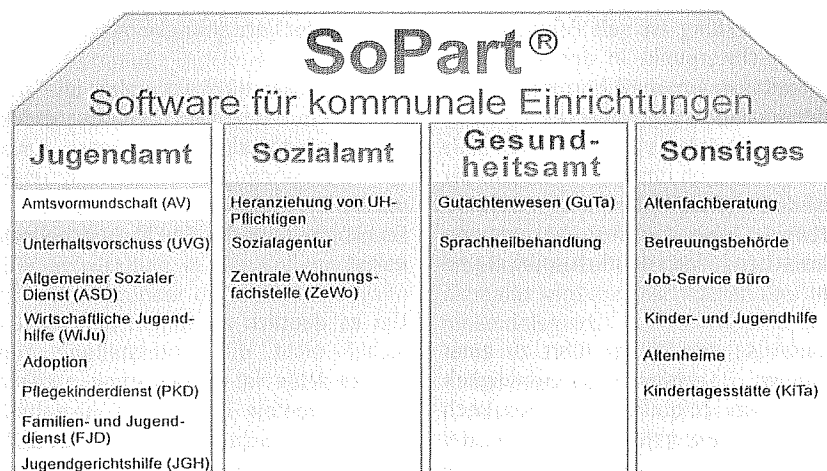 SoPart®
Software für kommunale Einrichtungen
Jugendamt
Amtsvormundschaft (AV)
Unterhaltsvorschuss (UVG)
Allgemeiner Sozialer
Dienst (ASD)
Wirtschaftliche Jugend-
hilfe (WiJu)
Adoption
Pflegekinderdienst (PKD)
Familien- und Jugend-
dienst (FJD)
Jugendgerichtshilfe (JGH)
Sozialamt
Heranziehung von UH-
Pflichtigen
Sozialagentur
Zentrale Wohnungs-
fachstelle (ZeWo)
Gesund-
heitsamt
Gutachtenwesen (GuTa)
Sprachheilbehandlung
Sonstiges
Altenfachberatung
Betreuungsbehörde
Job-Service Büro
Kinder- und Jugendhilfe
Altenheime
Kindertagesstätte (KiTa)